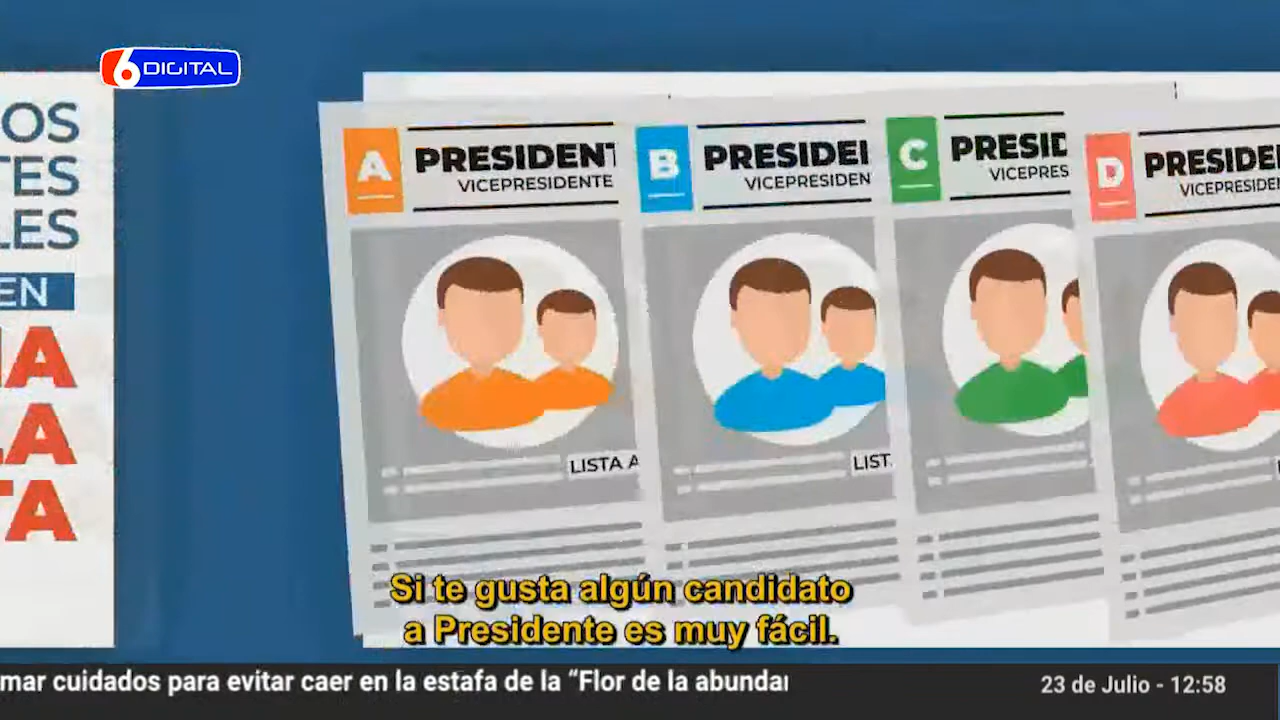 6 DIGITAL
OS
TES
LES
EN
A
LA
TA
A
PRESIDENT
VICEPRESIDENTE
LISTA A
B
PRESIDEI
VICEPRESIDEN
LIST
C
PRESID
VICEPRES
D
PRESIDE
VICEPRESIDE
Si te gusta algún candidato
a Presidente es muy fácil.
mar cuidados para evitar caer en la estafa de la “Flor de la abundan
23 de Julio - 12:58